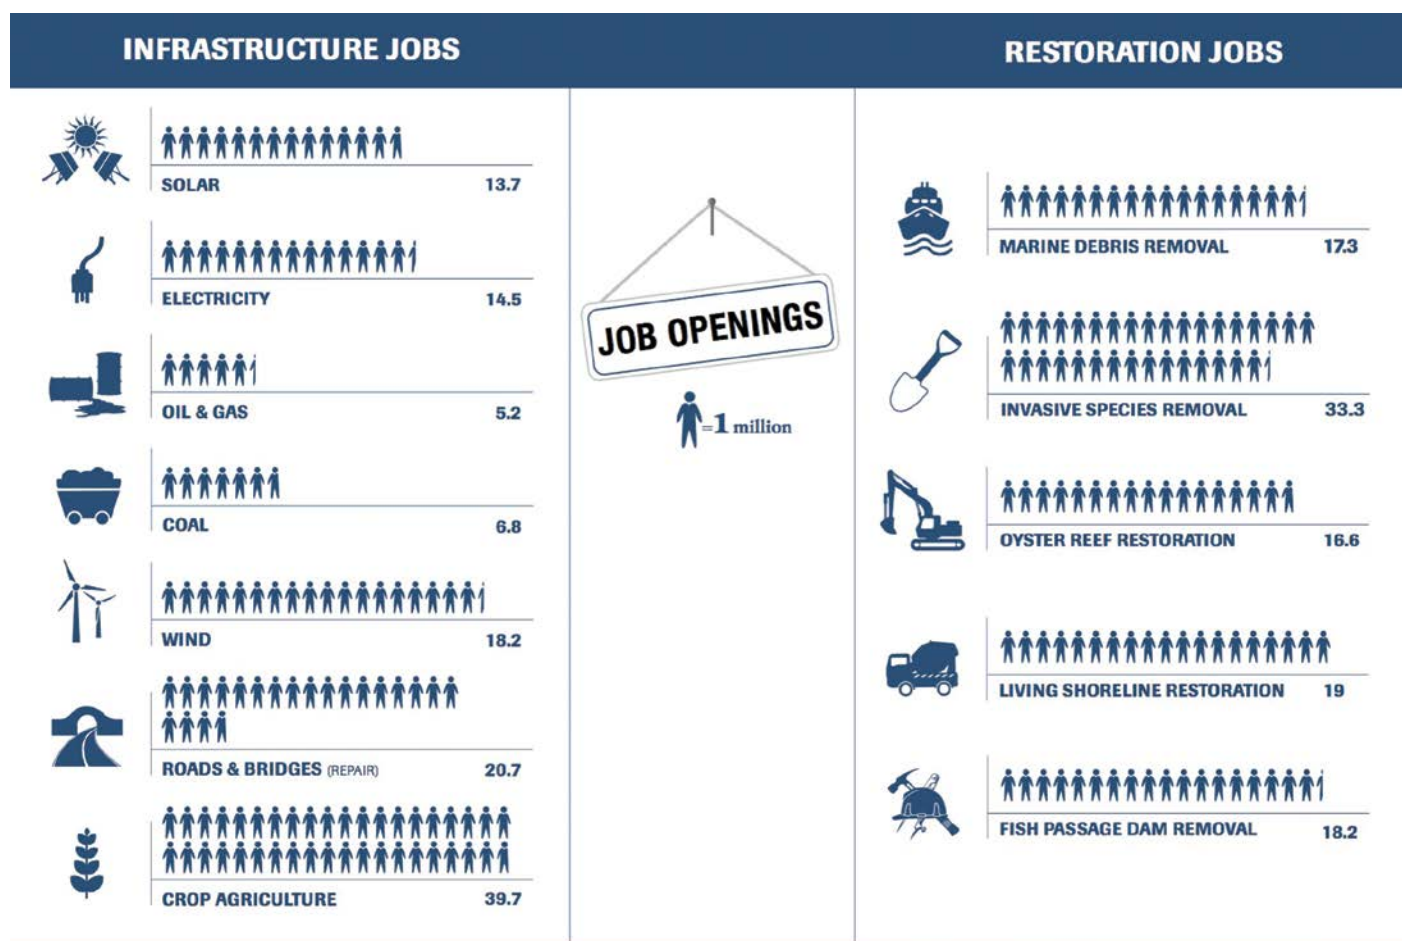 INFRASTRUCTURE JOBS
SOLAR 13.7
ELECTRICITY 14.5
OIL & GAS 5.2
COAL 6.8
WIND 18.2
ROADS & BRIDGES (REPAIR) 20.7
CROP AGRICULTURE 39.7
JOB OPENINGS
=1 million
RESTORATION JOBS
MARINE DEBRIS REMOVAL 17.3
INVASIVE SPECIES REMOVAL 33.3
OYSTER REEF RESTORATION 16.6
LIVING SHORELINE RESTORATION 19
FISH PASSAGE DAM REMOVAL 18.2